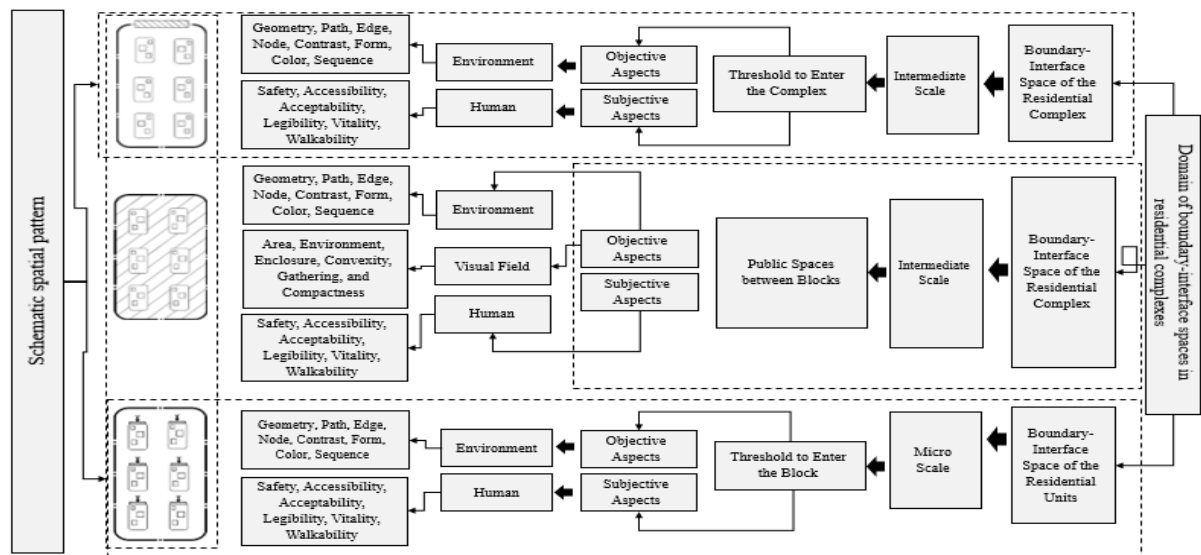 Schematic spatial pattern
Geometry, Path, Edge,
Node, Contrast, Form,
Color, Sequence
Safety, Accessibility,
Acceptability,
Legibility, Vitality,
Walkability
Environment
Human
Objective
Aspects
Subjective
Aspects
Threshold to Enter
the Complex
Intermediate
Scale
Boundary-
Interface
Space of the
Residential
Complex
Geometry, Path, Edge,
Node, Contrast, Form,
Color, Sequence
Area, Environment,
Enclosure, Convexity,
Gathering, and
Compactness
Safety, Accessibility,
Acceptability,
Legibility, Vitality,
Walkability
Environment
Visual Field
Human
Objective
Aspects
Subjective
Aspects
Public Spaces
between Blocks
Intermediate
Scale
Boundary-
Interface
Space of the
Residential
Complex
Geometry, Path, Edge,
Node, Contrast, Form,
Color, Sequence
Safety, Accessibility,
Acceptability,
Legibility, Vitality,
Walkability
Environment
Human
Objective
Aspects
Subjective
Aspects
Threshold to Enter
the Block
Micro
Scale
Boundary-
Interface
Space of the
Residential
Units
Domain of boundary-interface spaces in
residential complexes